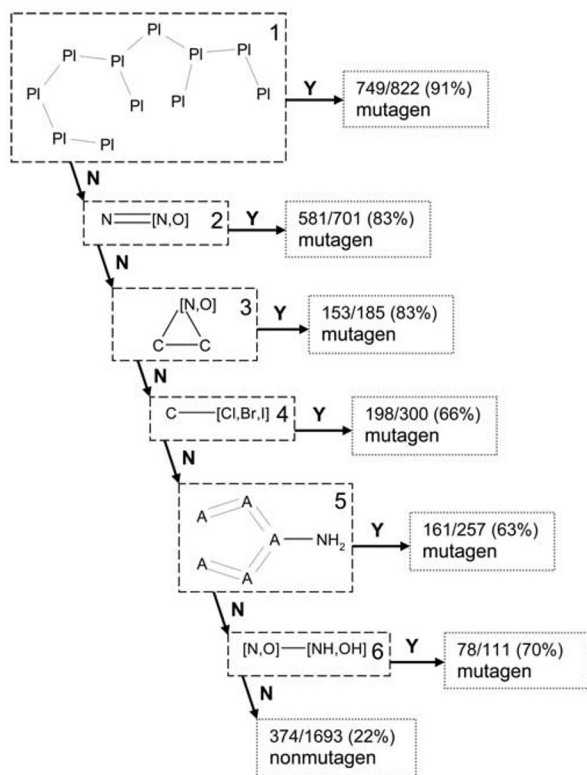 1
Pl
Pl Pl Pl Pl
Pl Pl Pl Pl
Pl Pl
Y
749/822 (91%)
mutagen
N
N [N,O] 2
Y
581/701 (83%)
mutagen
N
[N,O] 3
C C
Y
153/185 (83%)
mutagen
N
C [Cl,Br,I] 4
Y
198/300 (66%)
mutagen
N
5
A A
A NH2
A A
Y
161/257 (63%)
mutagen
N
[N,O] [NH,OH] 6
Y
78/111 (70%)
mutagen
N
374/1693 (22%)
nonmutagen